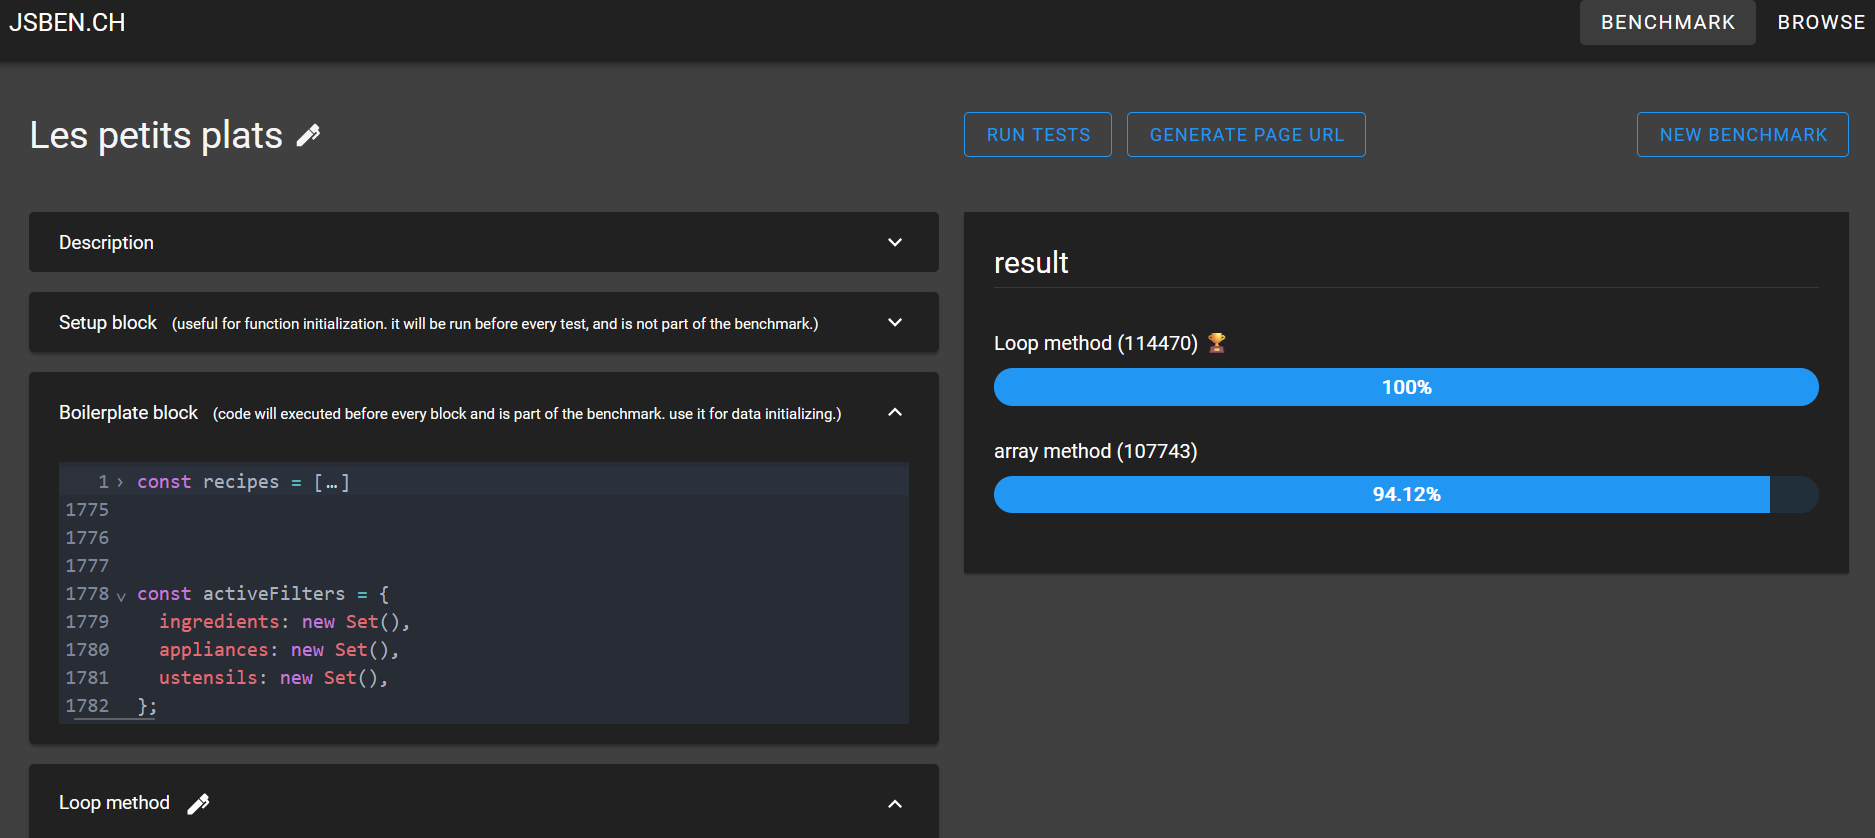 JSBEN.CH
BENCHMARK
BROWSE
Les petits plats
RUN TESTS
GENERATE PAGE URL
NEW BENCHMARK
Description
Setup block (useful for function initialization. it will be run before every test, and is not part of the benchmark.)
Boilerplate block (code will executed before every block and is part of the benchmark. use it for data initializing.)
1 const recipes = […]
1775
1776
1777
1778 const activeFilters = {
1779 ingredients: new Set(),
1780 appliances: new Set(),
1781 ustensils: new Set(),
1782 };
Loop method
result
Loop method (114470)
100%
array method (107743)
94.12%